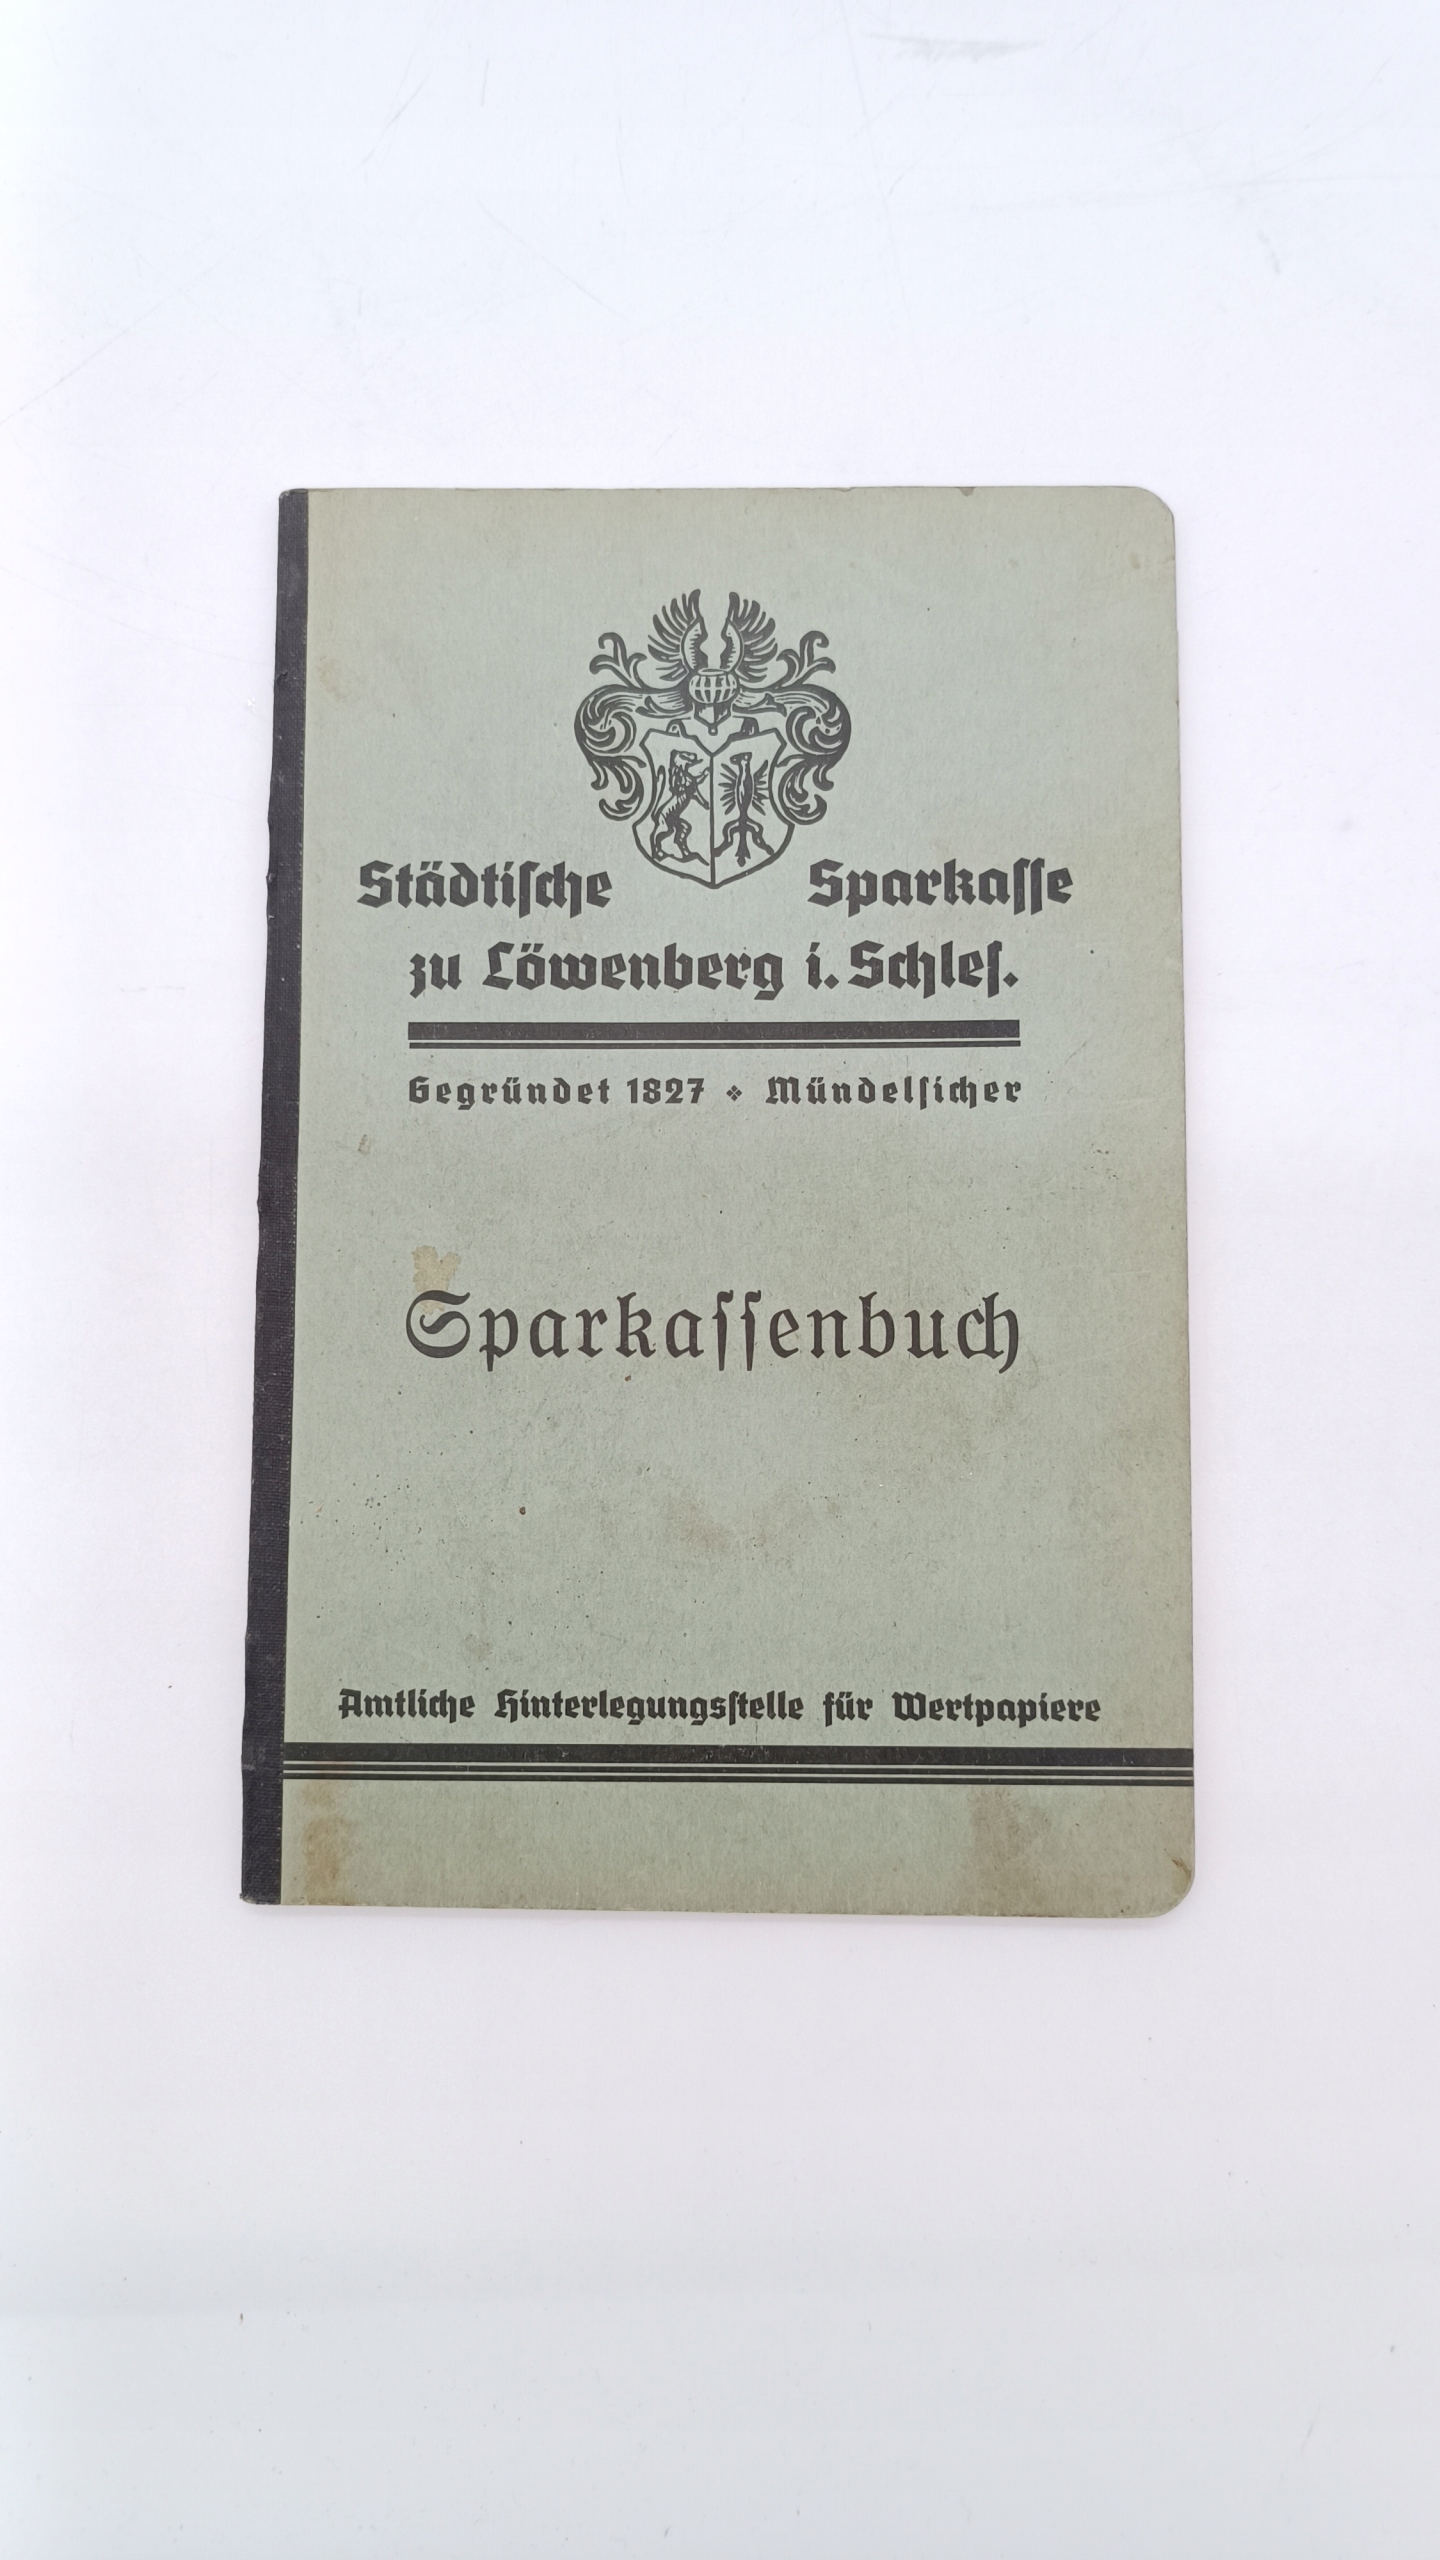 Städtiſche Sparkaſſe
zu Löwenberg i. Schleſ.
Gegründet 1827 ❖ Mündelſicher
Sparkaſſenbuch
Amtliche Hinterlegungsſtelle für Wertpapiere